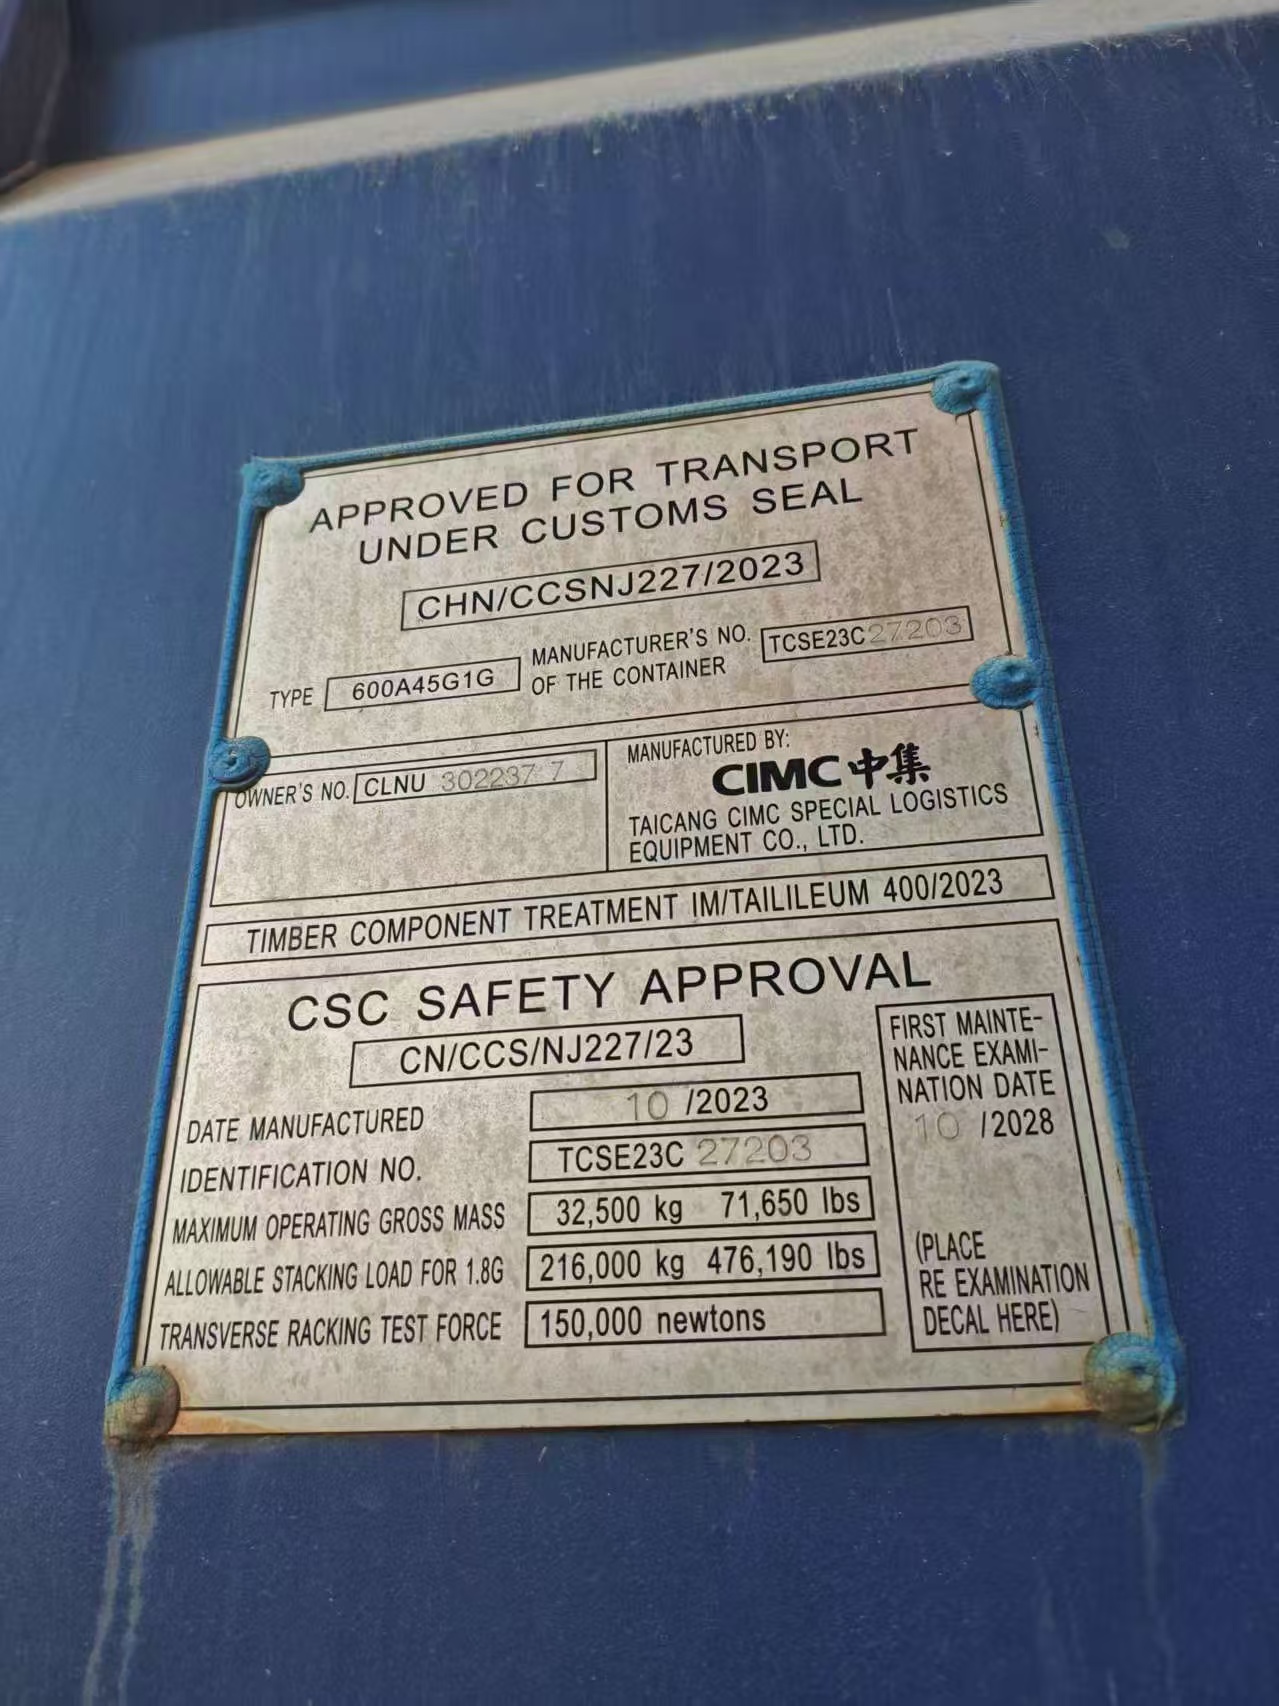 APPROVED FOR TRANSPORT
UNDER CUSTOMS SEAL
CHN/CCSNJ227/2023
TYPE 600A45G1G
MANUFACTURER'S NO.
OF THE CONTAINER
TCSE23C27203
OWNER'S NO. CLNU 302237 7
MANUFACTURED BY:
CIMC 中集
TAICANG CIMC SPECIAL LOGISTICS
EQUIPMENT CO., LTD.
TIMBER COMPONENT TREATMENT IM/TAILILEUM 400/2023
CSC SAFETY APPROVAL
CN/CCS/NJ227/23
DATE MANUFACTURED 10 /2023
IDENTIFICATION NO. TCSE23C 27203
MAXIMUM OPERATING GROSS MASS 32,500 kg 71,650 lbs
ALLOWABLE STACKING LOAD FOR 1.8G 216,000 kg 476,190 lbs
TRANSVERSE RACKING TEST FORCE 150,000 newtons
FIRST MAINTE-
NANCE EXAMI-
NATION DATE
10 /2028
(PLACE
RE EXAMINATION
DECAL HERE)